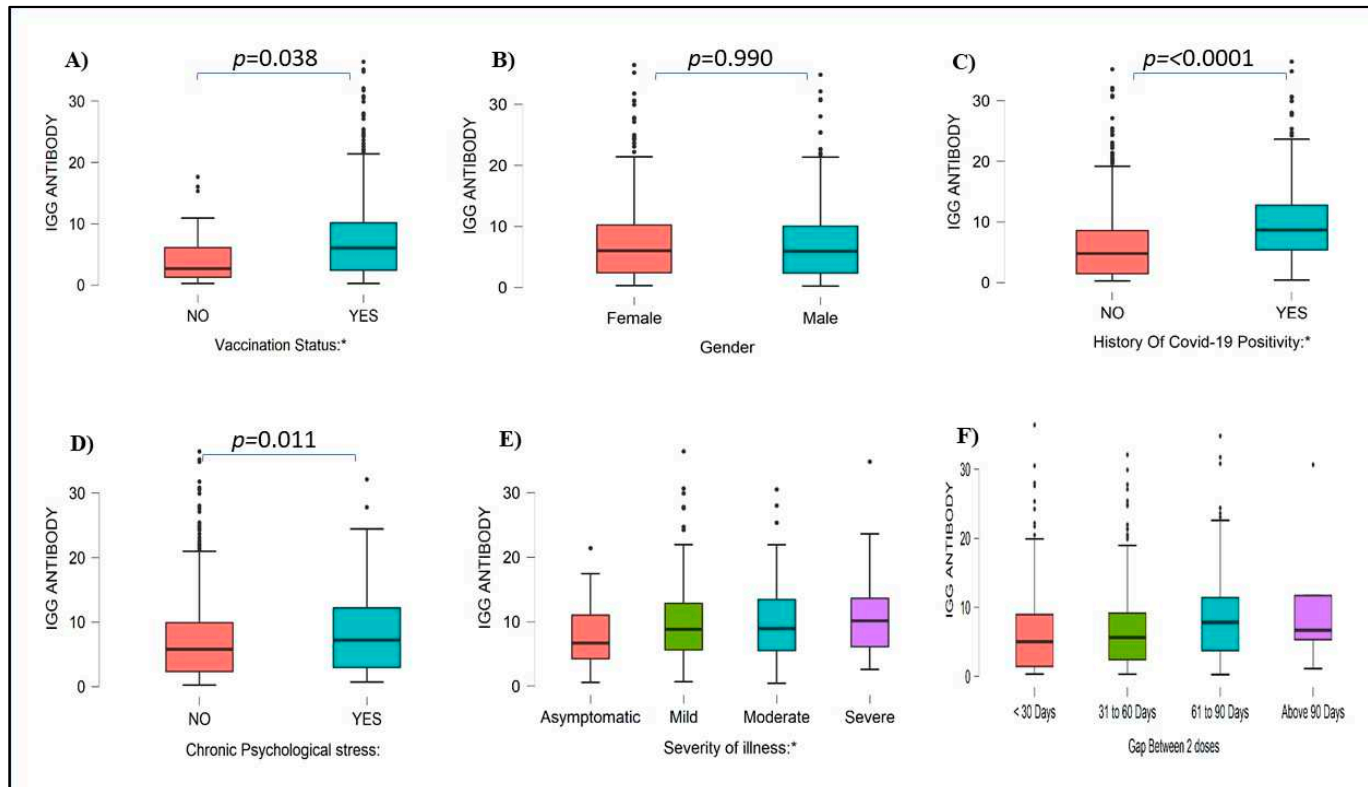 A)
p=0.038
IGG ANTIBODY
30
20
10
0
NO YES
Vaccination Status:*
B)
p=0.990
IGG ANTIBODY
30
20
10
0
Female Male
Gender
C)
p=<0.0001
IGG ANTIBODY
30
20
10
0
NO YES
History Of Covid-19 Positivity:*
D)
p=0.011
IGG ANTIBODY
30
20
10
0
NO YES
Chronic Psychological stress:
E)
IGG ANTIBODY
30
20
10
0
Asymptomatic Mild Moderate Severe
Severity of illness:*
F)
IGG ANTIBODY
30
20
10
0
< 30 Days 31 to 60 Days 61 to 90 Days Above 90 Days
Gap Between 2 doses